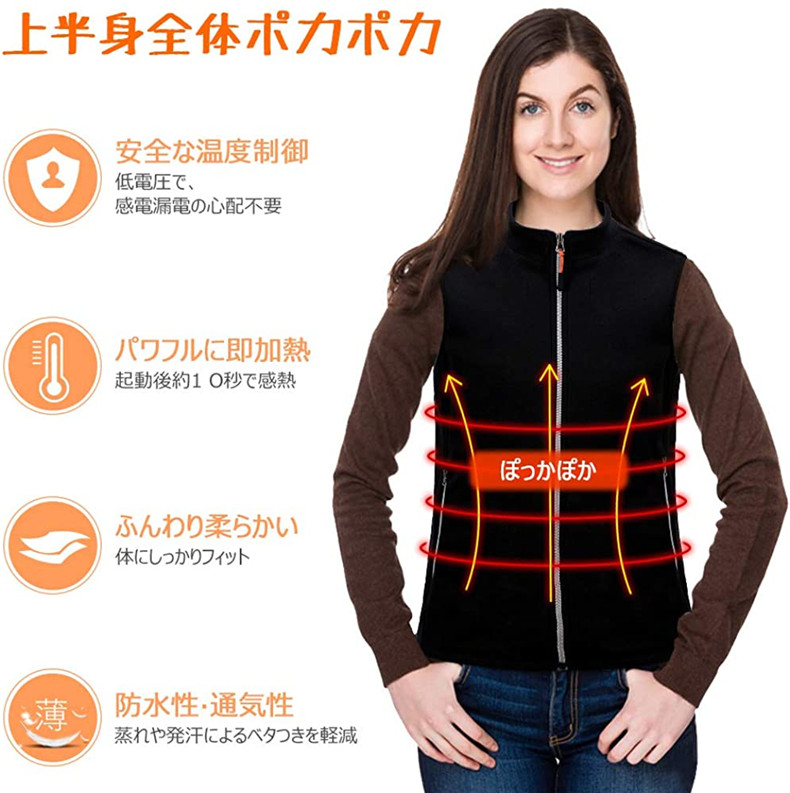 上半身全体ポカポカ
安全な温度制御
低電圧で、
感電漏電の心配不要
パワフルに即加熱
起動後約1 0秒で感熱
ぽっかぽか
ふんわり柔らかい
体にしっかりフィット
薄
防水性·通気性
蒸れや発汗によるベタつきを軽減